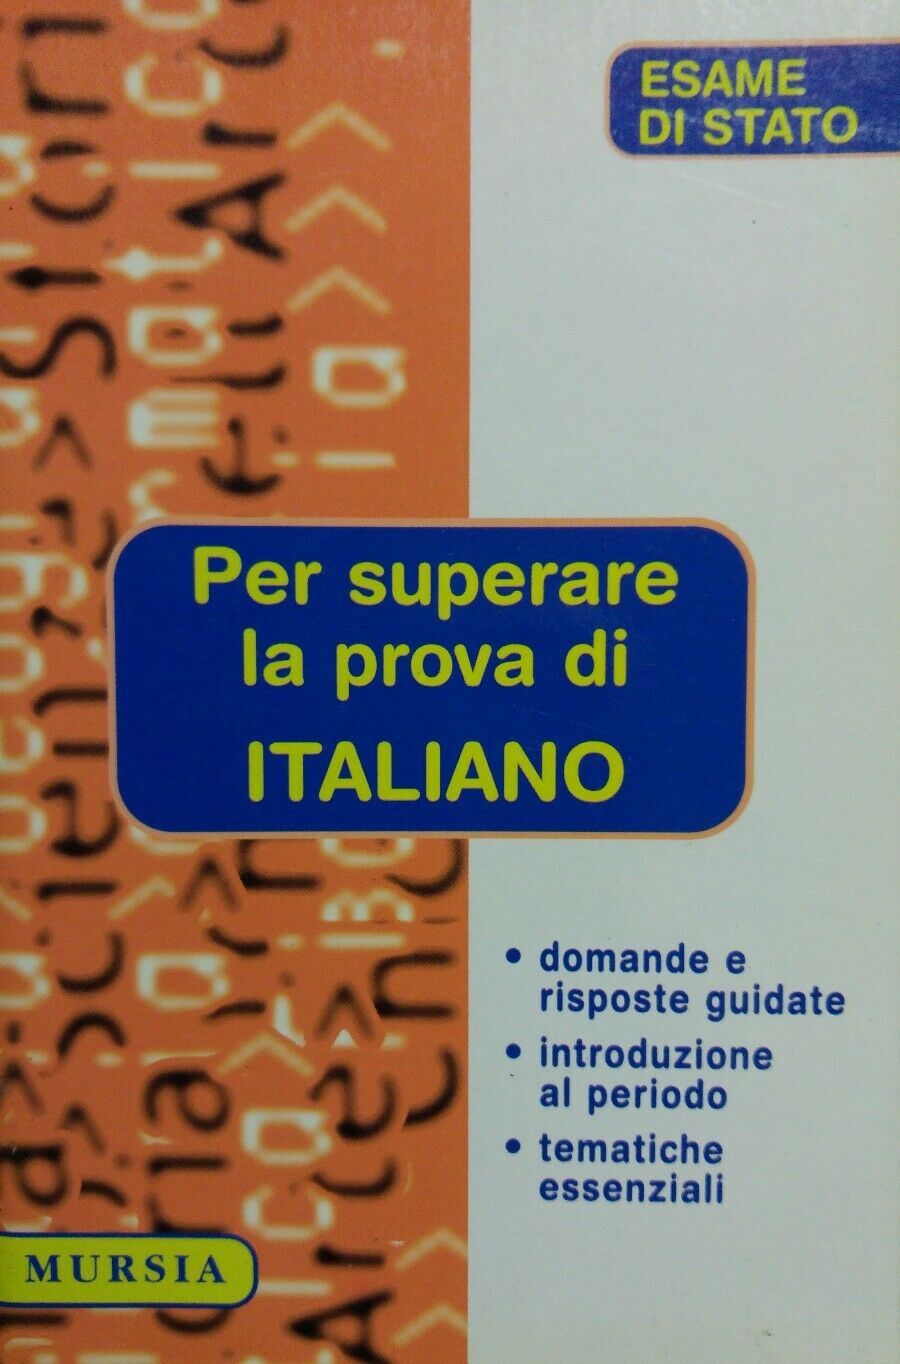 ESAME
DI STATO
Per superare
la prova di
ITALIANO
• domande e
risposte guidate
• introduzione
al periodo
• tematiche
essenziali
MURSIA